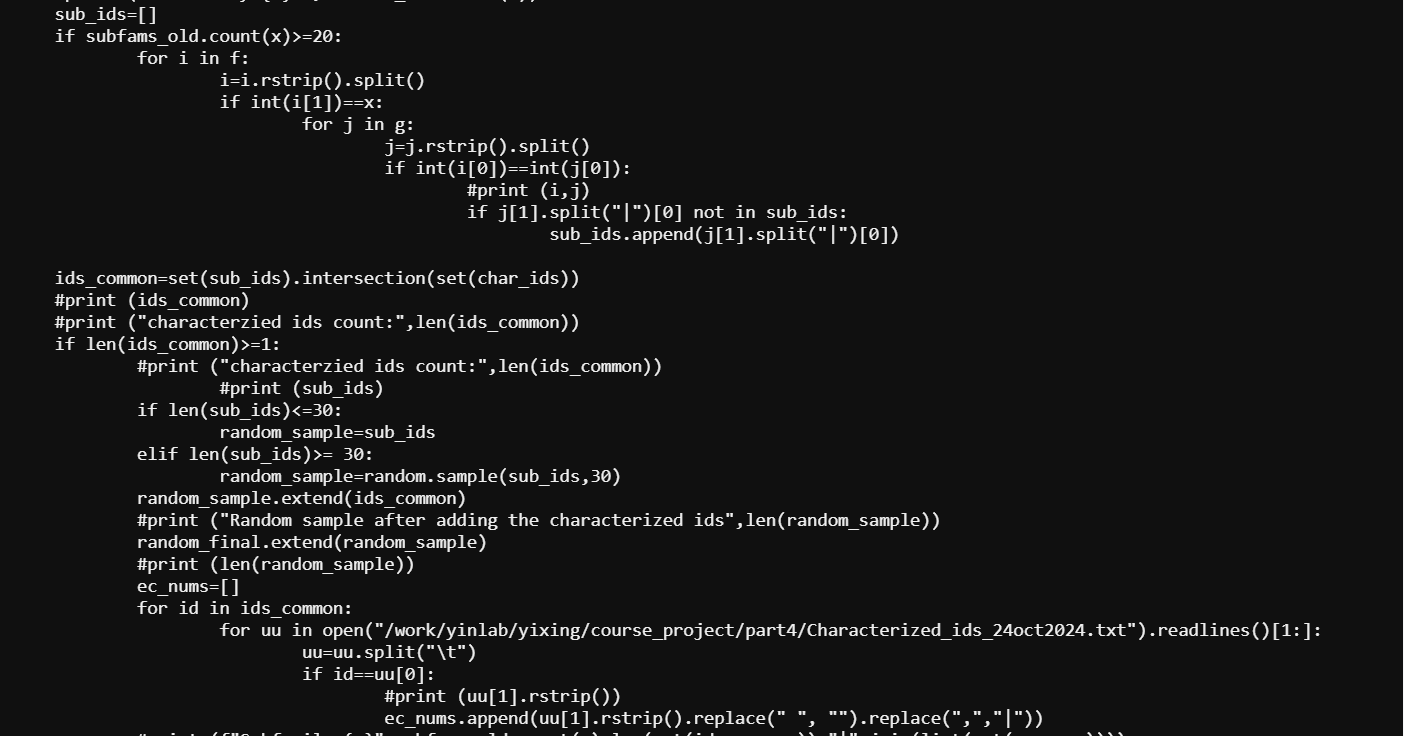 sub_ids=[]
if subfams_old.count(x)>=20:
for i in f:
i=i.rstrip().split()
if int(i[1])==x:
for j in g:
j=j.rstrip().split()
if int(i[0])==int(j[0]):
#print (i,j)
if j[1].split("|")[0] not in sub_ids:
sub_ids.append(j[1].split("|")[0])
ids_common=set(sub_ids).intersection(set(char_ids))
#print (ids_common)
#print ("characterzied ids count:",len(ids_common))
if len(ids_common)>=1:
#print ("characterzied ids count:",len(ids_common))
#print (sub_ids)
if len(sub_ids)<=30:
random_sample=sub_ids
elif len(sub_ids)>= 30:
random_sample=random.sample(sub_ids,30)
random_sample.extend(ids_common)
#print ("Random sample after adding the characterized ids",len(random_sample))
random_final.extend(random_sample)
#print (len(random_sample))
ec_nums=[]
for id in ids_common:
for uu in open("/work/yinlab/yixing/course_project/part4/Characterized_ids_24oct2024.txt").readlines()[1:]:
uu=uu.split("\t")
if id==uu[0]:
#print (uu[1].rstrip())
ec_nums.append(uu[1].rstrip().replace(" ", "").replace(",","|"))